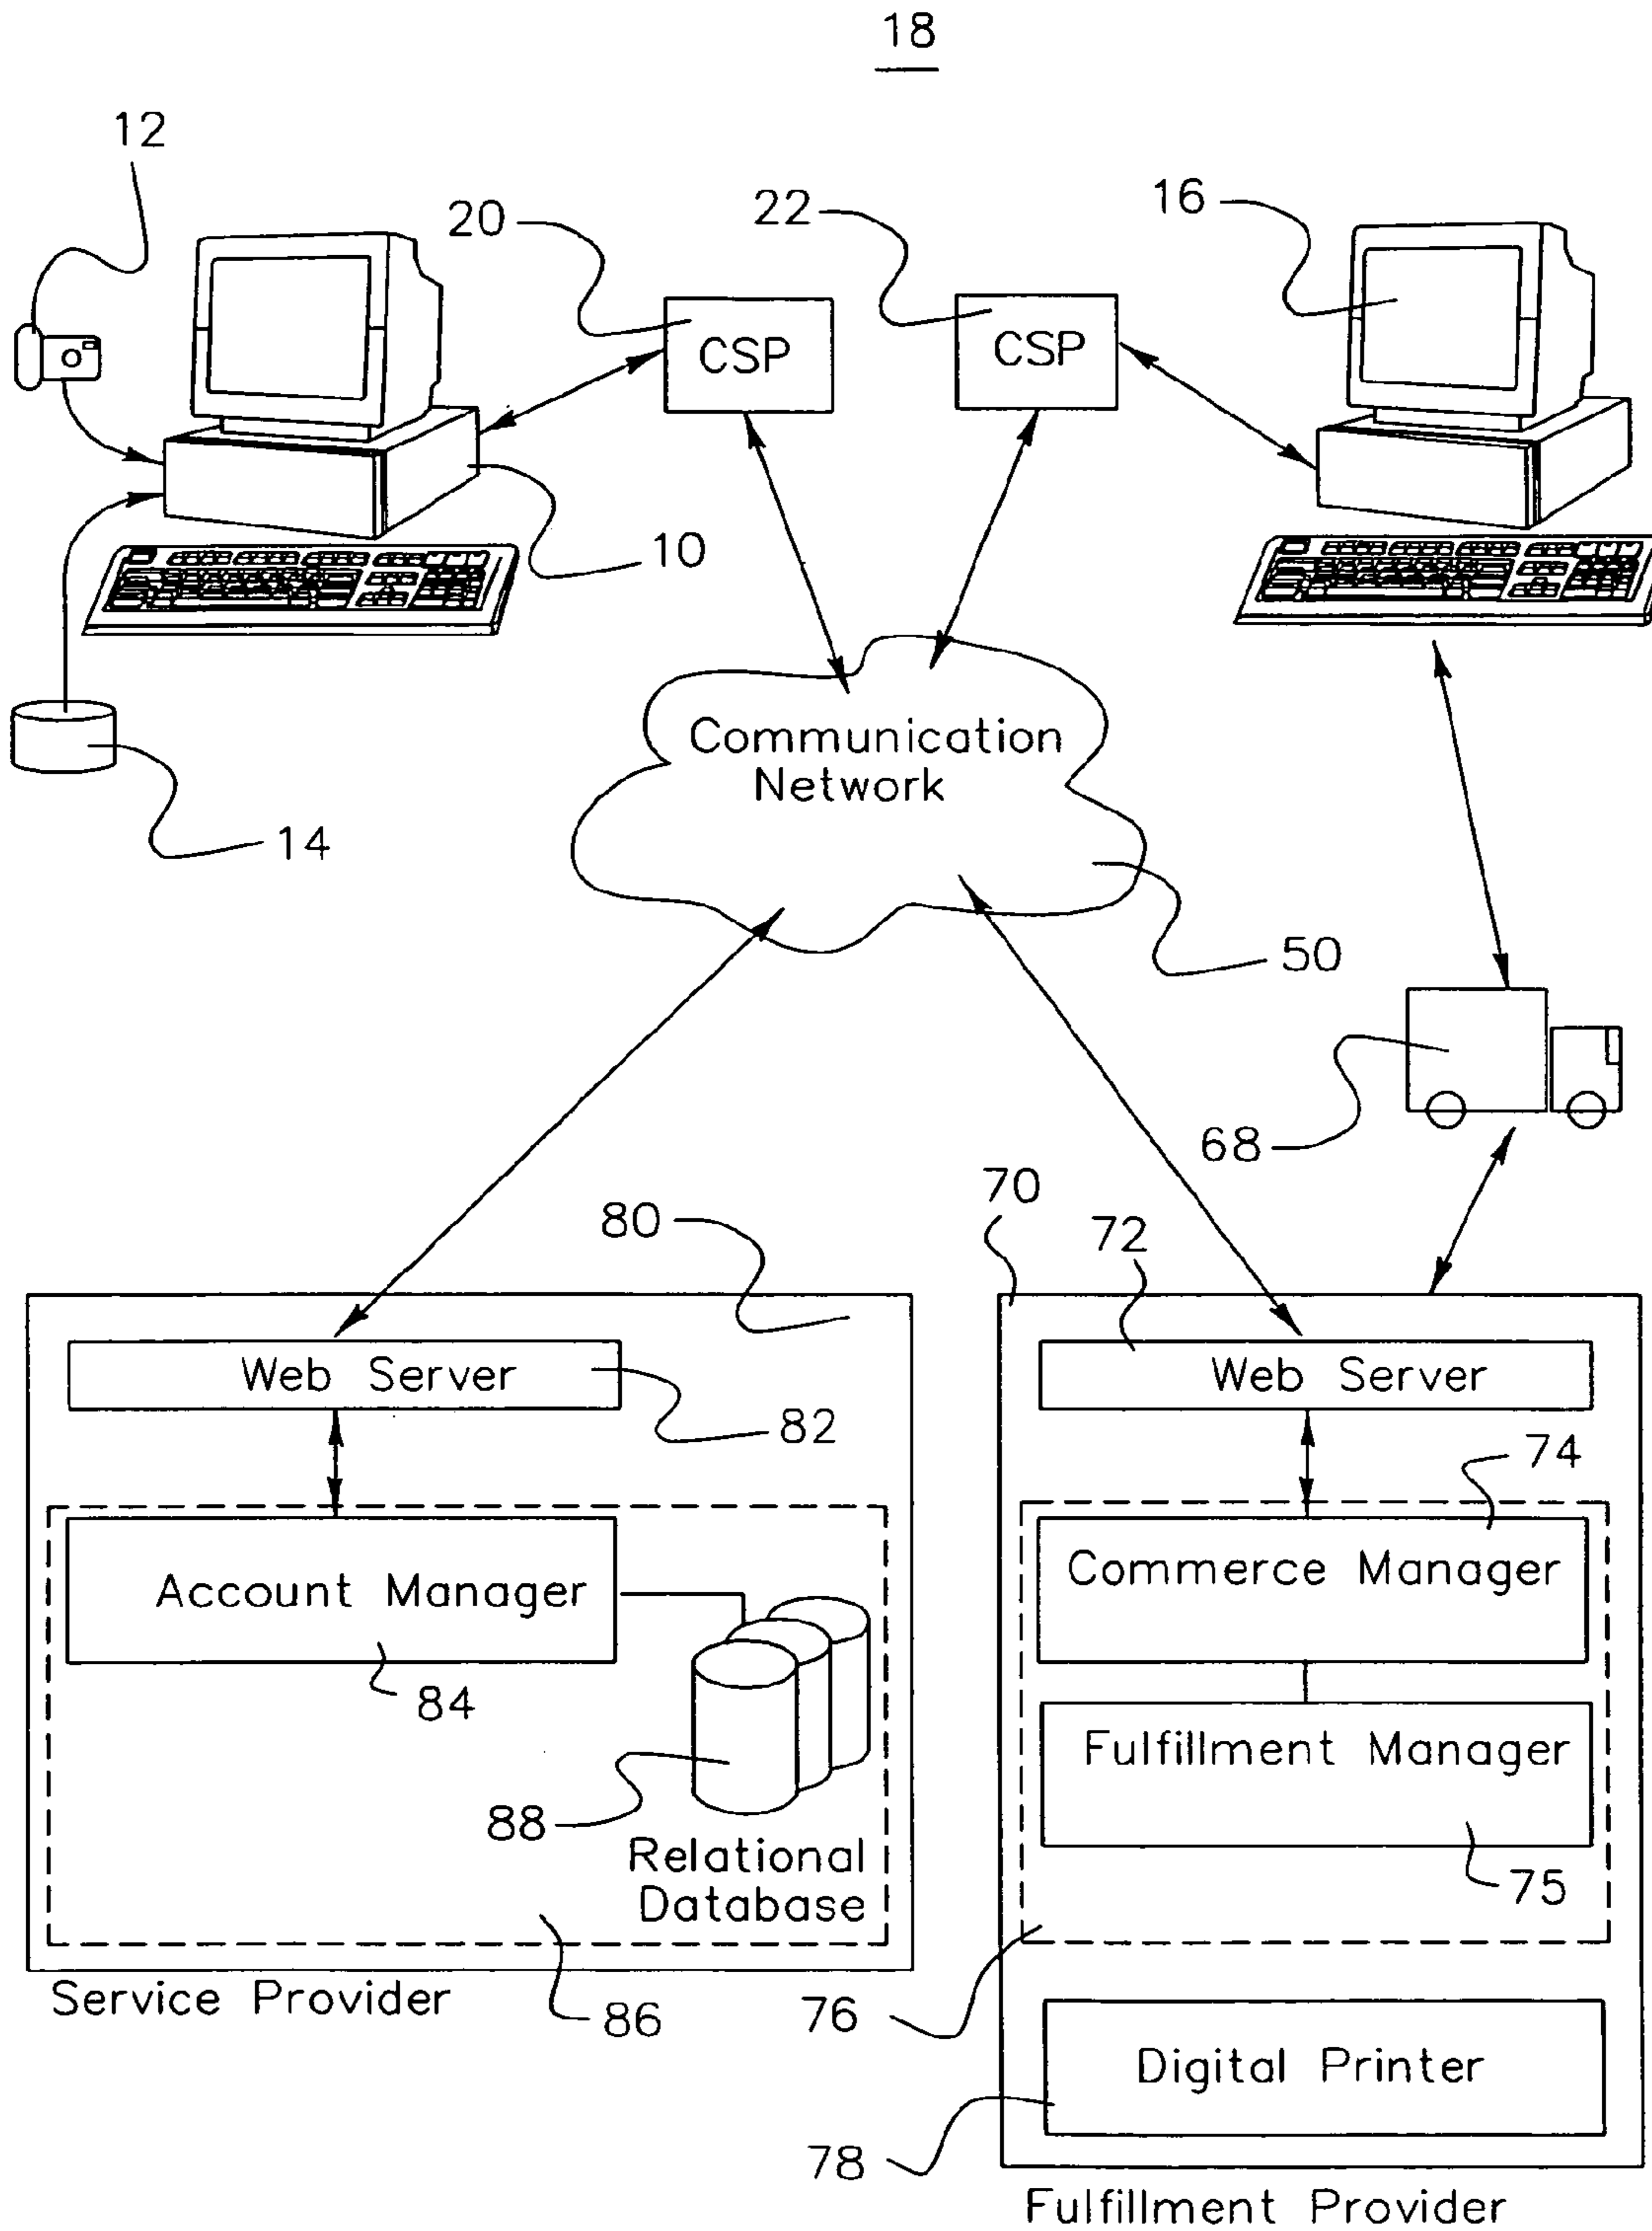 18
12
20
22
16
CSP
CSP
10
Communication
Network
14
50
68
70
80
72
Web Server
Web Server
82
74
Account Manager
Commerce Manager
84
Fulfillment Manager
88
Relational
Database
75
Service Provider
86
76
Digital Printer
78
Fulfillment Provider